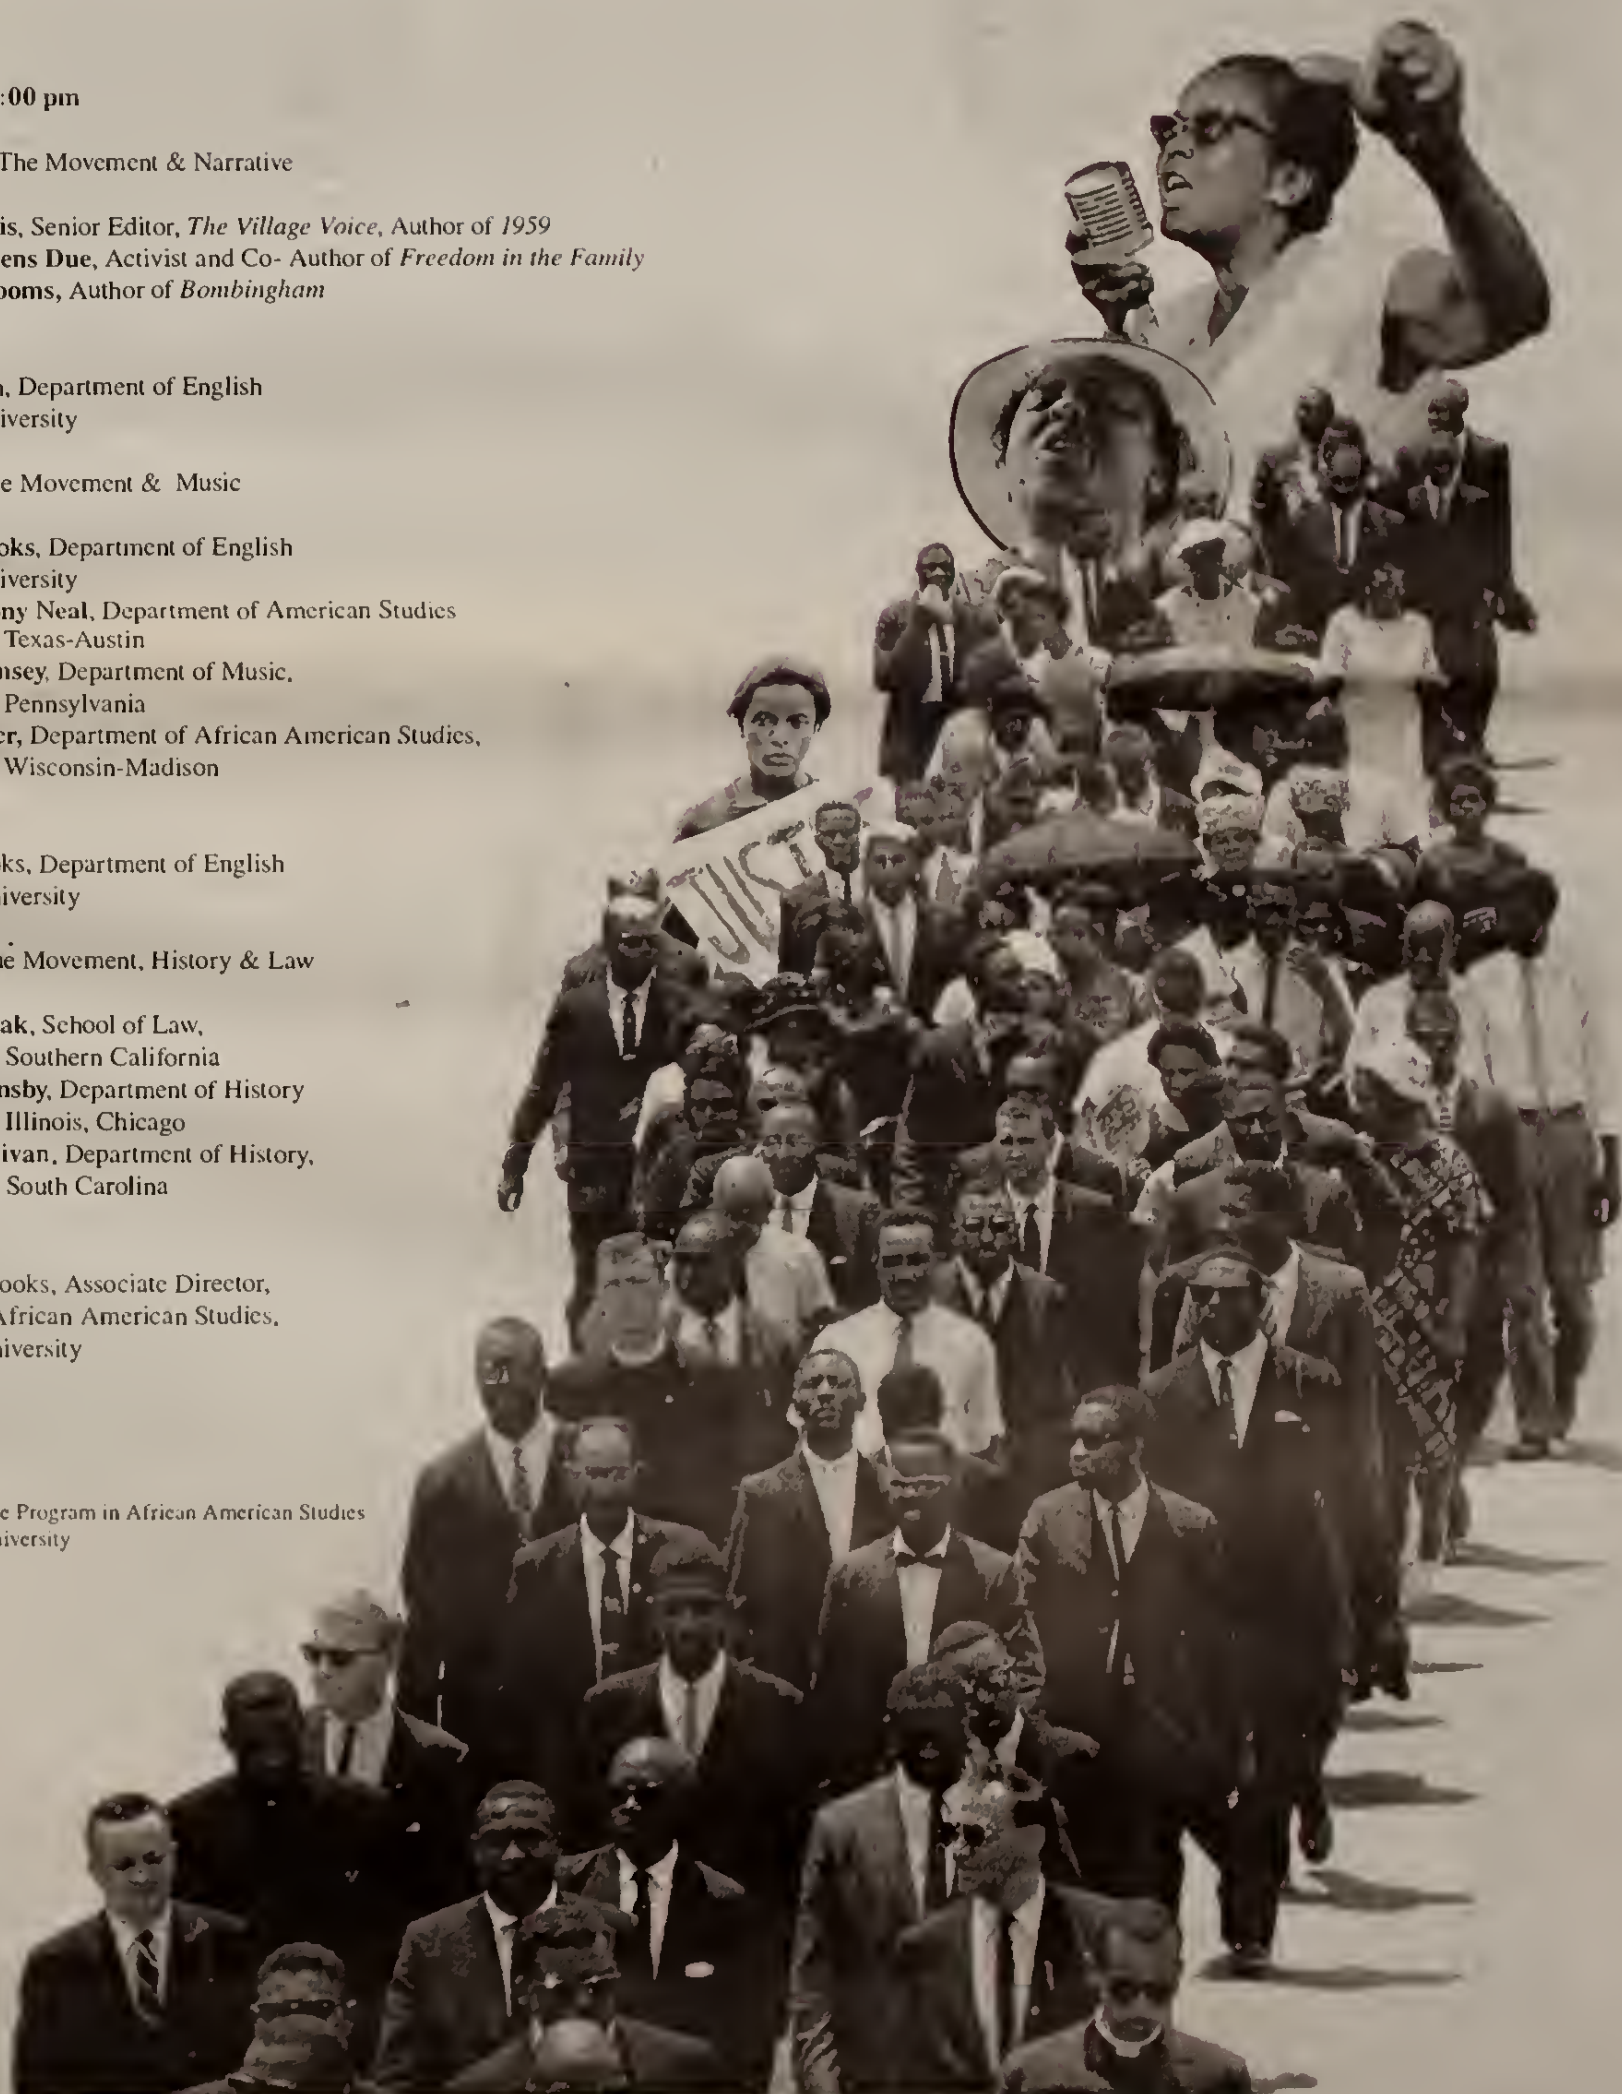 :00 pm
The Movement & Narrative
is, Senior Editor, The Village Voice, Author of 1959
ens Due, Activist and Co- Author of Freedom in the Family
ooms, Author of Bombingham
, Department of English
iversity
e Movement & Music
oks, Department of English
iversity
ny Neal, Department of American Studies
Texas-Austin
nsey, Department of Music,
Pennsylvania
er, Department of African American Studies,
Wisconsin-Madison
ks, Department of English
iversity
e Movement, History & Law
ak, School of Law,
Southern California
nsby, Department of History
Illinois, Chicago
ivan, Department of History,
South Carolina
ooks, Associate Director,
African American Studies,
iversity
e Program in African American Studies
iversity
JUST